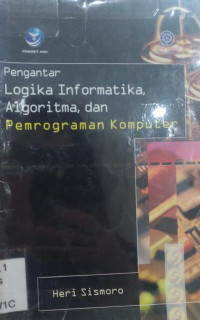 Pengantar
Logika Informatika,
Algoritma, dan
Pemrograman Komputer
Heri Sismoro